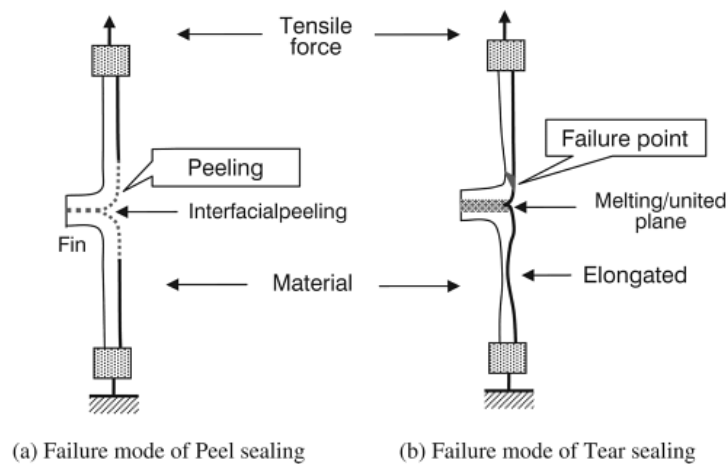 Tensile
force
Peeling
Failure point
Interfacialpeeling
Melting/united
plane
Fin
Material
Elongated
(a) Failure mode of Peel sealing
(b) Failure mode of Tear sealing